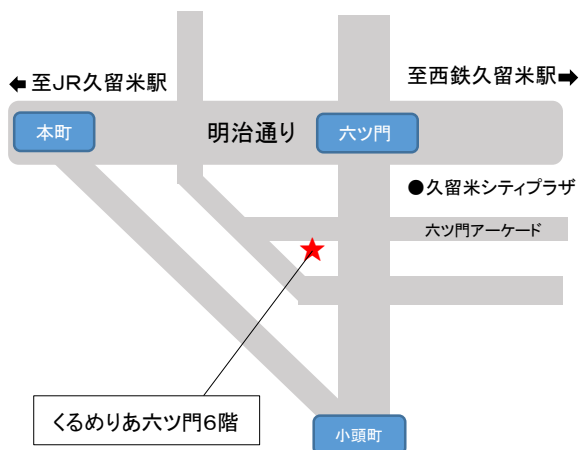 至JR久留米駅
至西鉄久留米駅
本町
明治通り
六ツ門
●久留米シティプラザ
六ツ門アーケード
くるめりあ六ツ門6階
小頭町